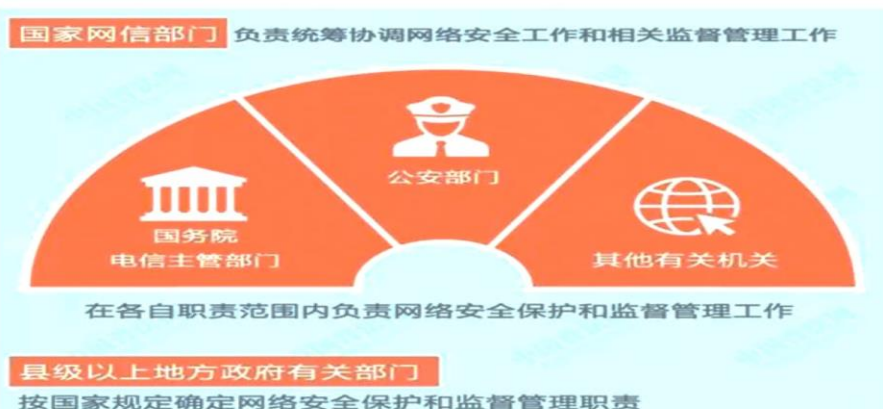 国家网信部门 负责统筹协调网络安全工作和相关监督管理工作
公安部门
国务院
电信主管部门
其他有关机关
在各自职责范围内负责网络安全保护和监督管理工作
县级以上地方政府有关部门
按国家规定确定网络安全保护和监督管理职责